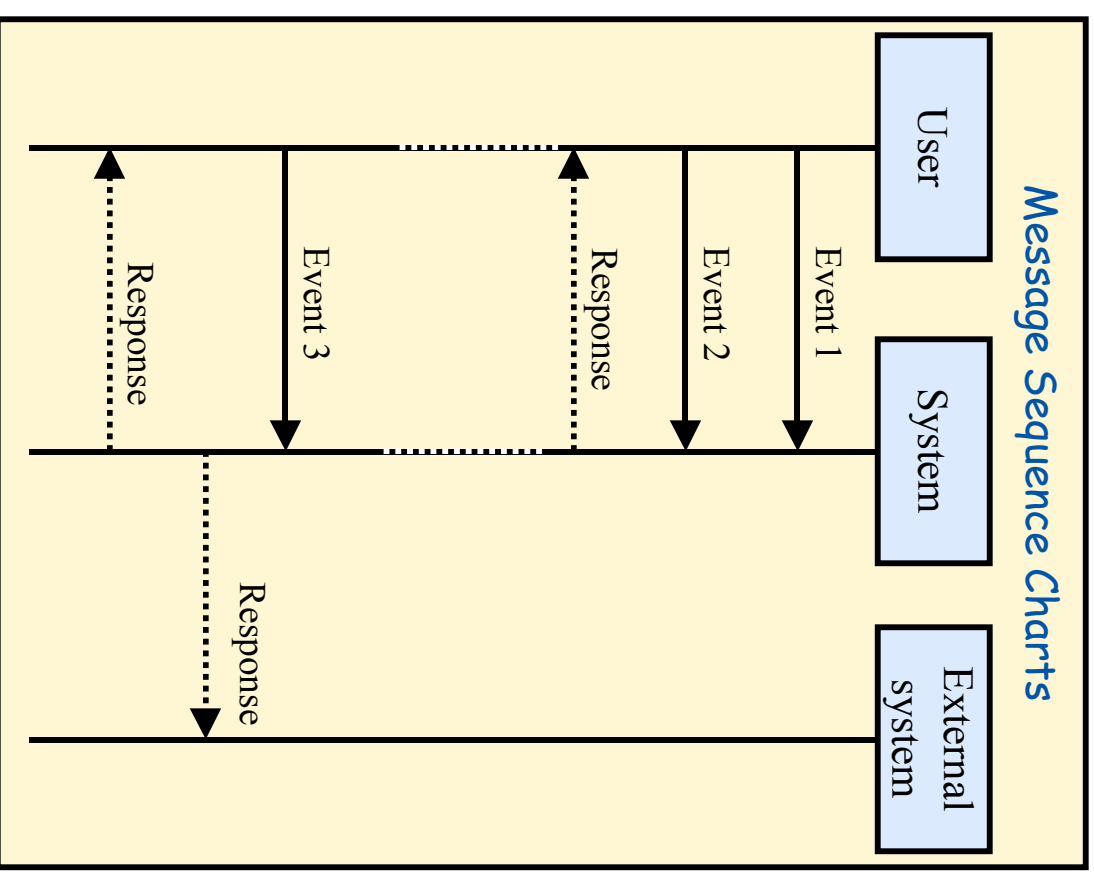 Message Sequence Charts
User
System
External
system
Event 1
Event 2
Response
Event 3
Response
Response